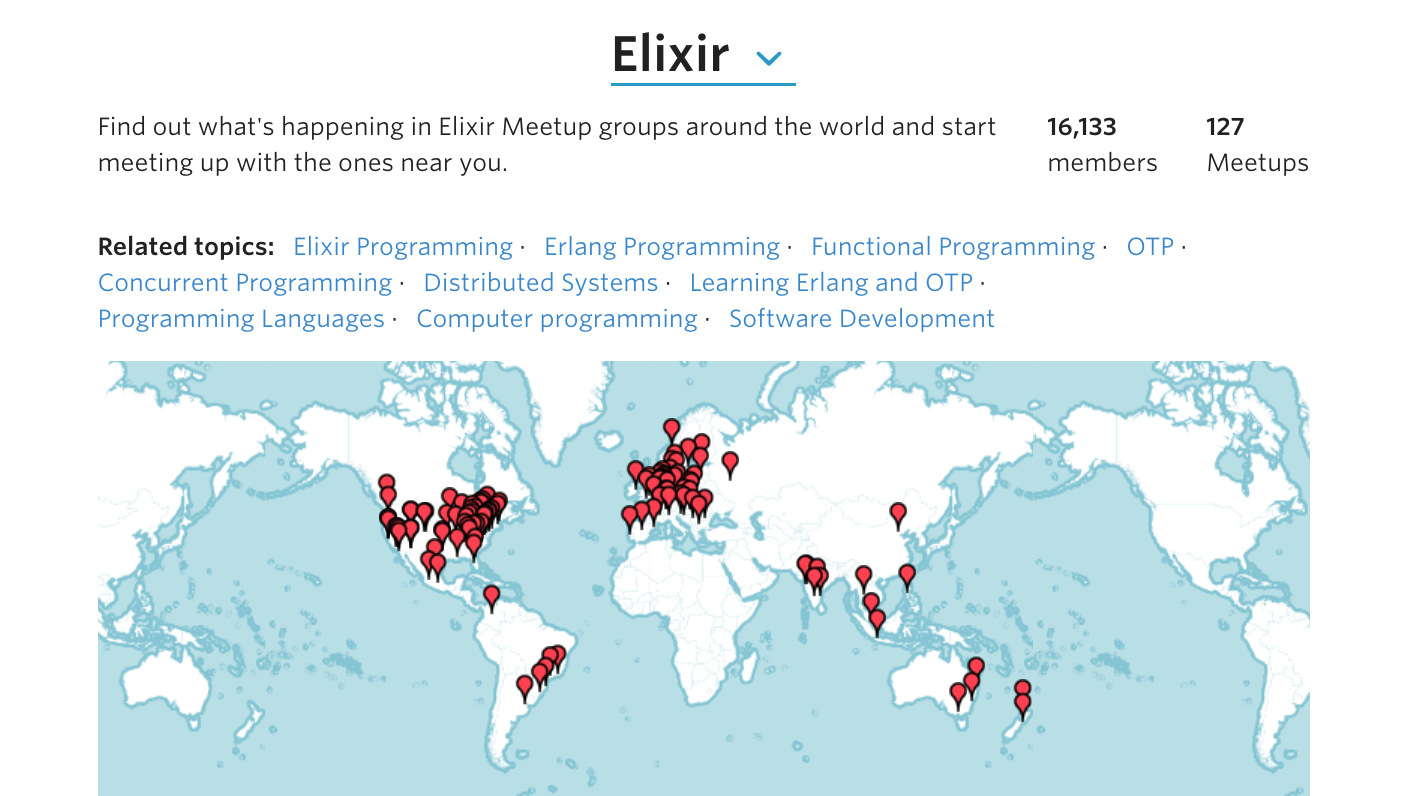 Elixir
Find out what's happening in Elixir Meetup groups around the world and start
meeting up with the ones near you.
16,133
members
127
Meetups
Related topics: Elixir Programming · Erlang Programming · Functional Programming · OTP ·
Concurrent Programming · Distributed Systems · Learning Erlang and OTP ·
Programming Languages · Computer programming · Software Development